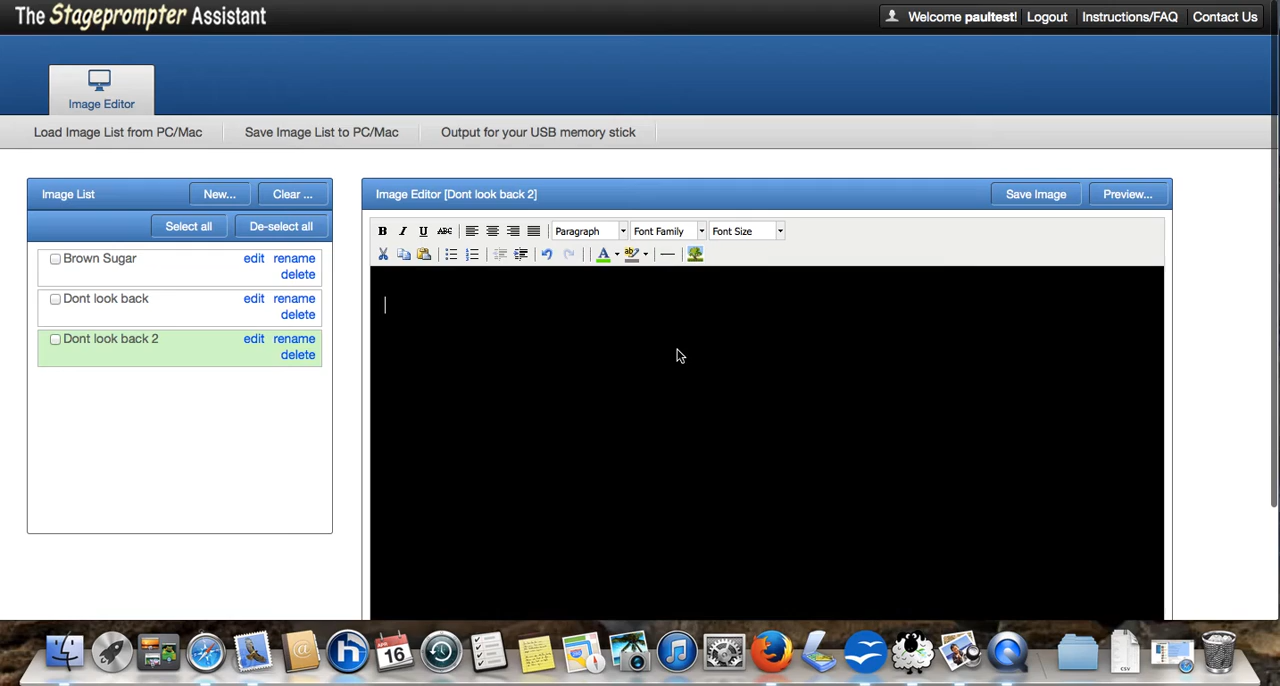 The Stageprompter Assistant
Welcome paultest! Logout Instructions/FAQ Contact Us
Image Editor
Load Image List from PC/Mac Save Image List to PC/Mac Output for your USB memory stick
Image List New... Clear ...
Select all De-select all
Brown Sugar edit rename
delete
Dont look back edit rename
delete
Dont look back 2 edit rename
delete
Image Editor [Dont look back 2] Save Image Preview...
B I U ABC Paragraph Font Family Font Size
A ab
16
h
@
CSV